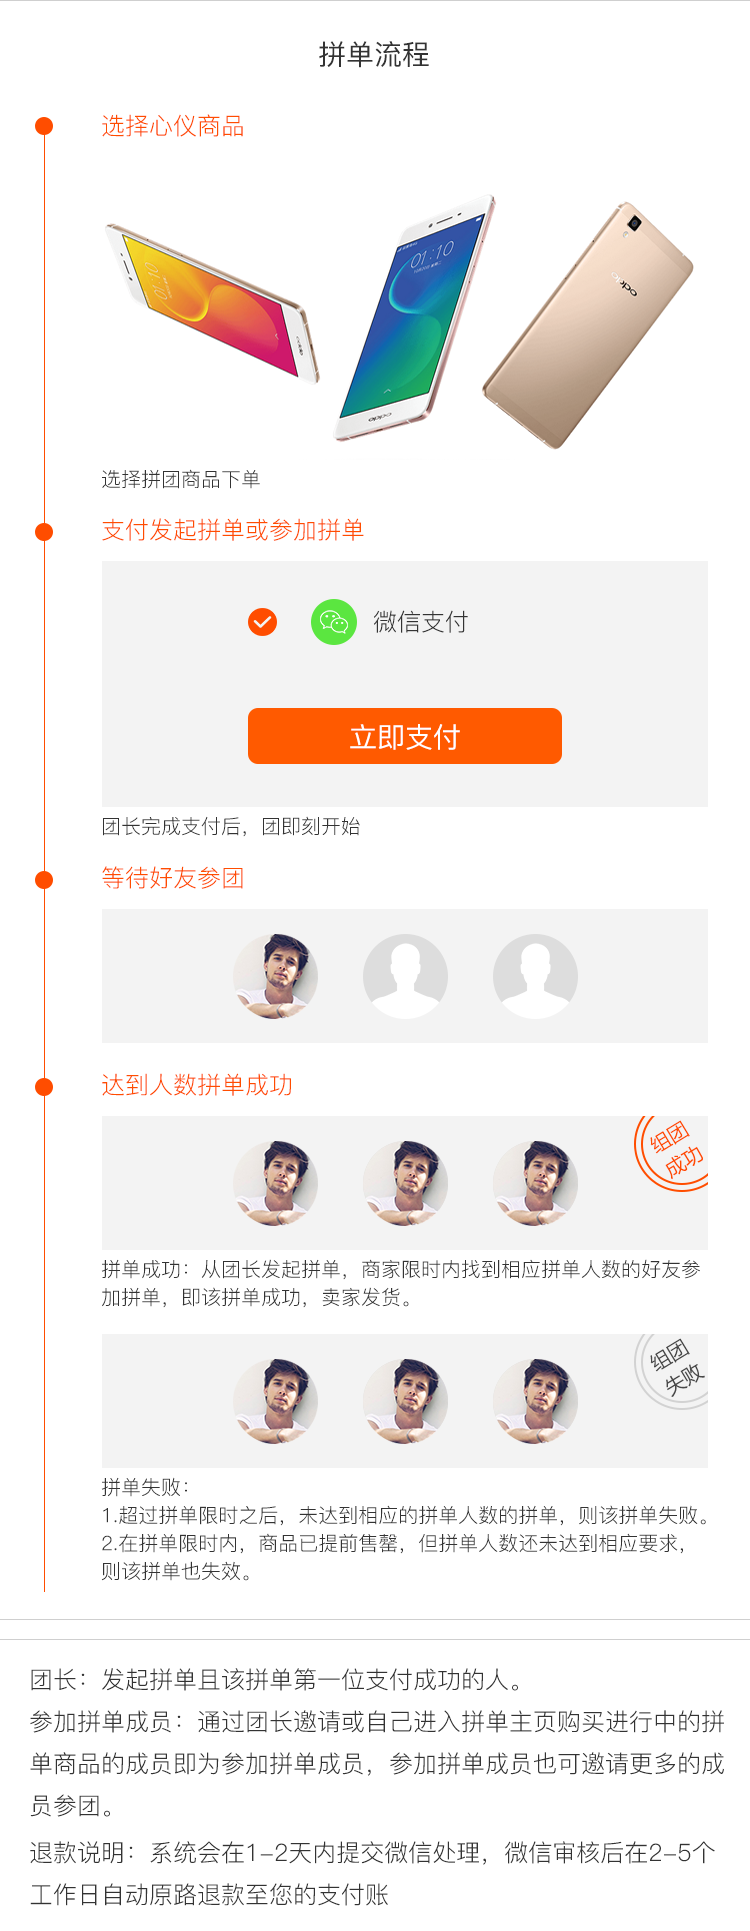 拼单流程
选择心仪商品
01:10
01:10
oppo
oppo
oppo
选择拼团商品下单
支付发起拼单或参加拼单
微信支付
立即支付
团长完成支付后，团即刻开始
等待好友参团
达到人数拼单成功
组团
成功
拼单成功：从团长发起拼单，商家限时内找到相应拼单人数的好友参
加拼单，即该拼单成功，卖家发货。
组团
失败
拼单失败：
1.超过拼单限时之后，未达到相应的拼单人数的拼单，则该拼单失败。
2.在拼单限时内，商品已提前售罄，但拼单人数还未达到相应要求，
则该拼单也失效。
团长：发起拼单且该拼单第一位支付成功的人。
参加拼单成员：通过团长邀请或自己进入拼单主页购买进行中的拼
单商品的成员即为参加拼单成员，参加拼单成员也可邀请更多的成
员参团。
退款说明：系统会在1-2天内提交微信处理，微信审核后在2-5个
工作日自动原路退款至您的支付账